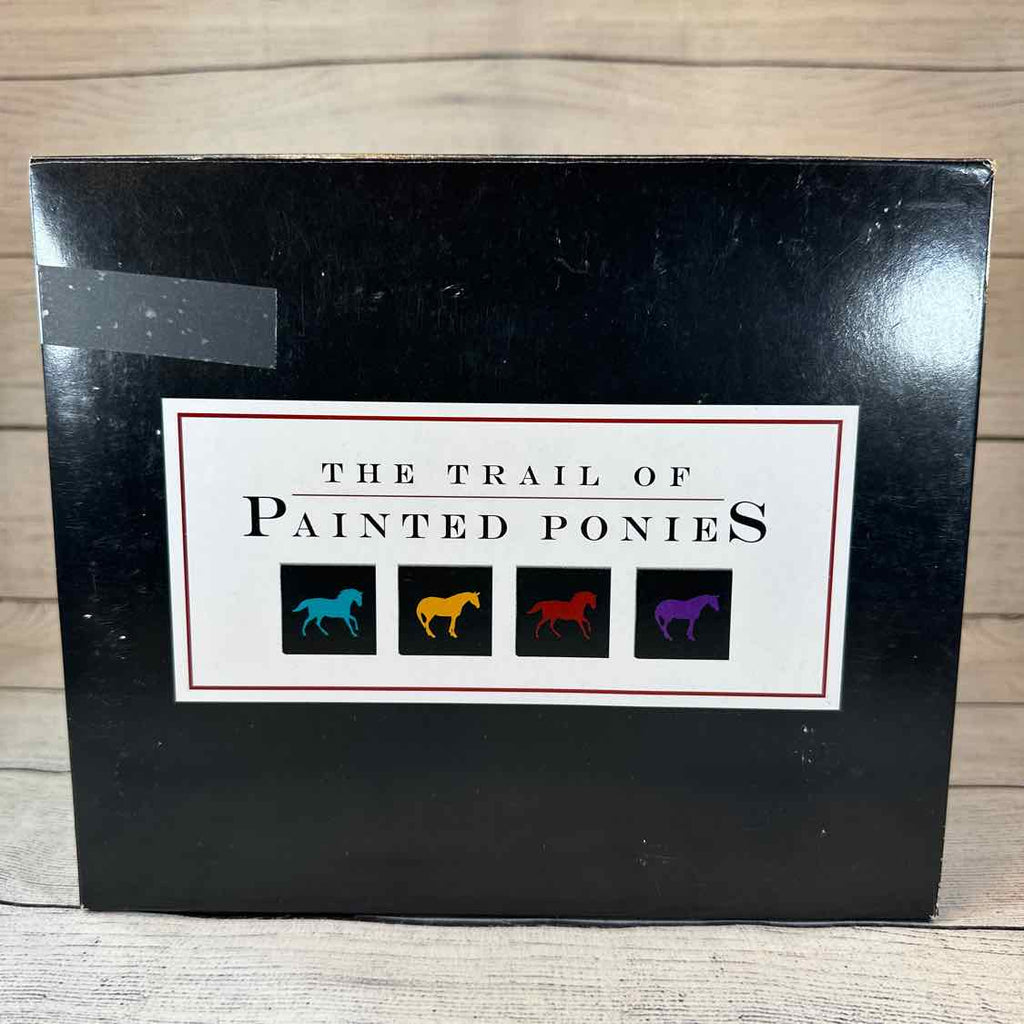 THE TRAIL OF
PAINTED PONIES